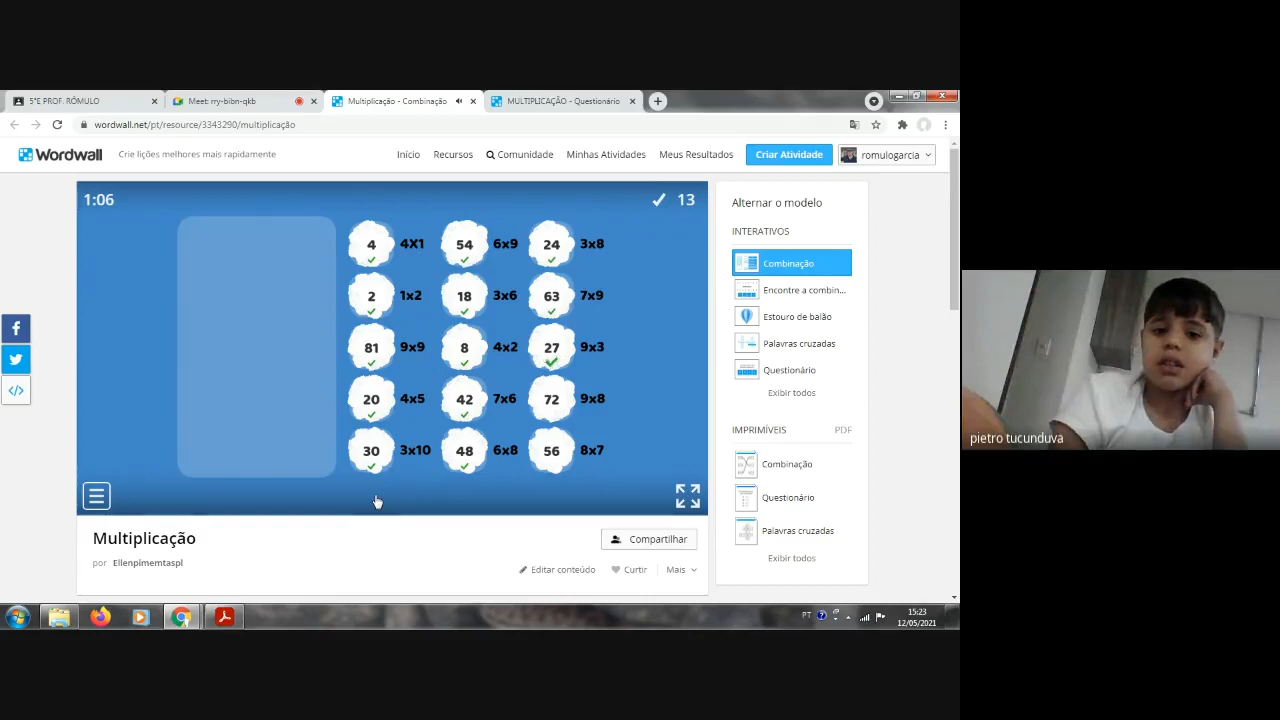 5°E PROF. RÔMULO
Meet: rry-bibn-qkb
Multiplicação - Combinação
MULTIPLICAÇÃO - Questionário
wordwall.net/pt/resource/3343290/multiplicação
Wordwall
Crie lições melhores mais rapidamente
Início
Recursos
Comunidade
Minhas Atividades
Meus Resultados
Criar Atividade
romulogarcia
1:06
13
4 4X1 54 6x9 24 3x8
2 1x2 18 3x6 63 7x9
81 9x9 8 4x2 27 9x3
20 4x5 42 7x6 72 9x8
30 3x10 48 6x8 56 8x7
Alternar o modelo
INTERATIVOS
Combinação
Encontre a combin...
Estouro de balão
Palavras cruzadas
Questionário
Exibir todos
IMPRIMÍVEIS PDF
Combinação
Questionário
Palavras cruzadas
Exibir todos
Multiplicação
Compartilhar
por Ellenpimemtaspl
Editar conteúdo
Curtir
Mais
PT
15:23
12/05/2021
pietro tucunduva